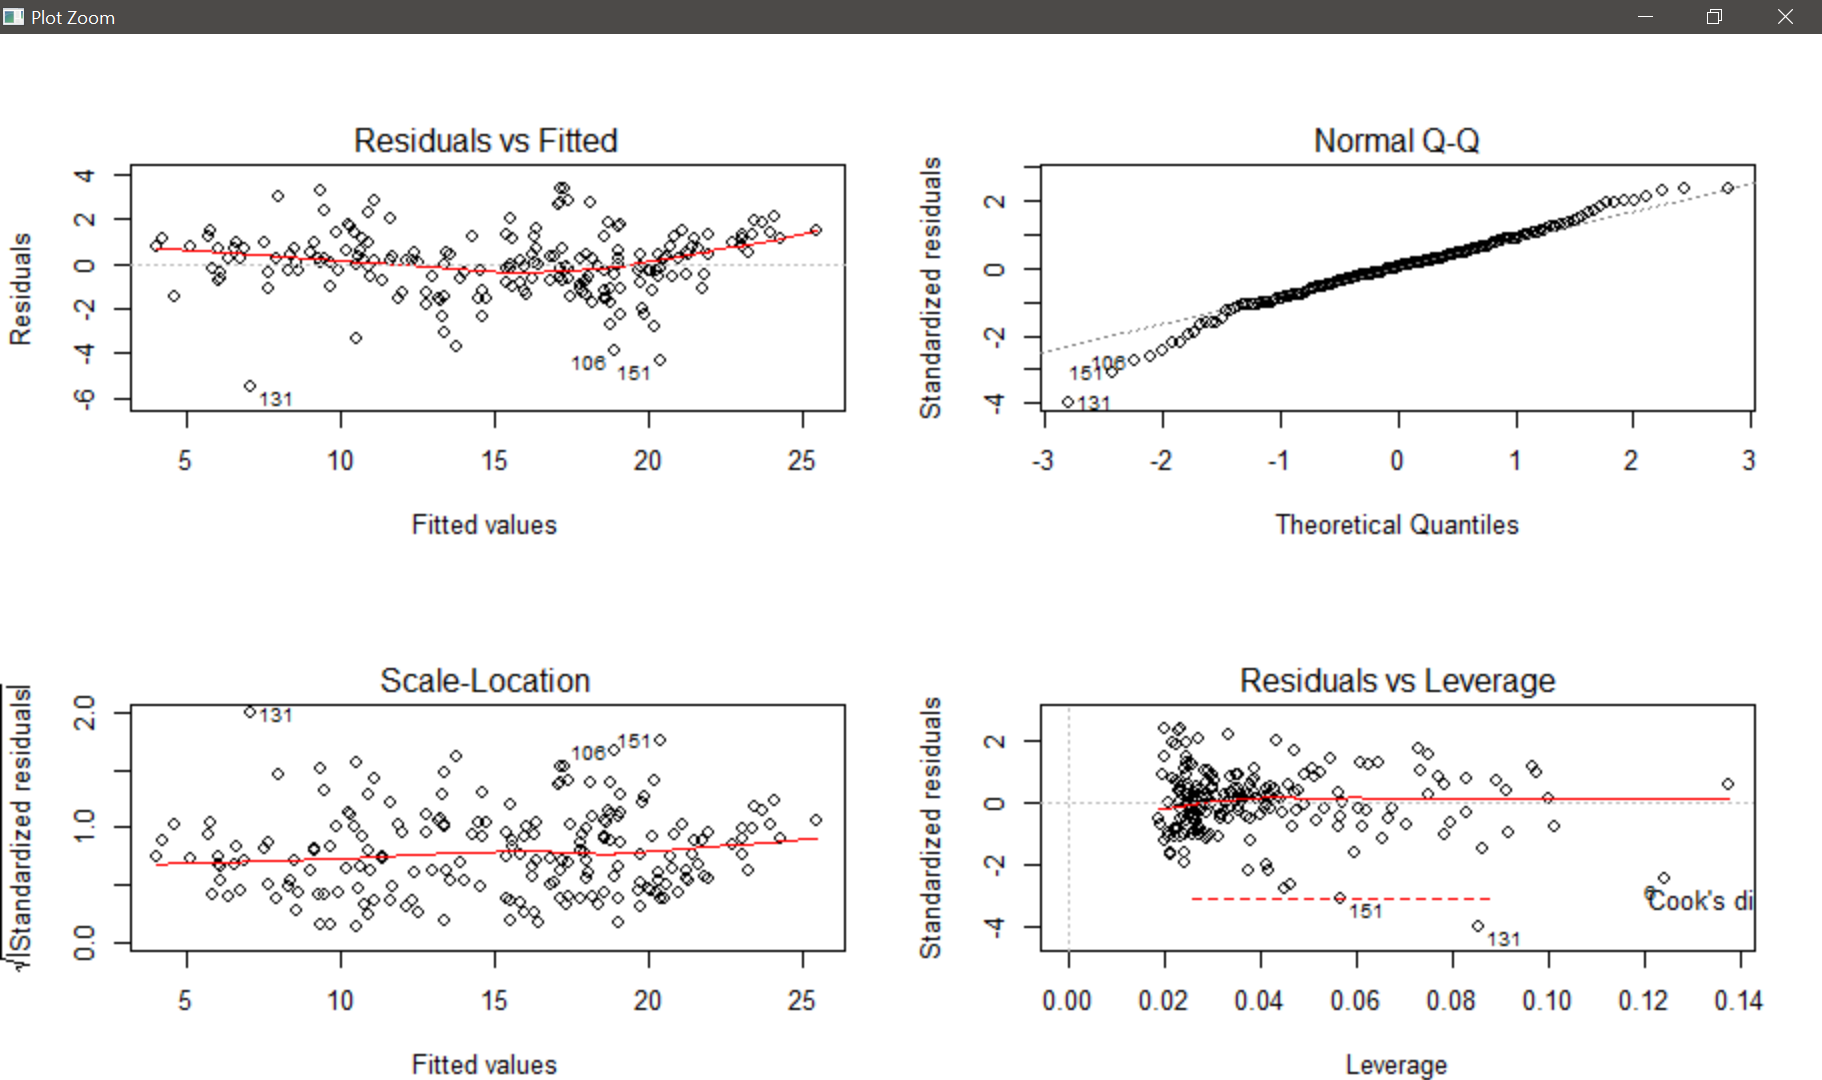 Plot Zoom
Residuals vs Fitted
Residuals
4
2
0
-2
-4
-6
106
151
131
5 10 15 20 25
Fitted values
Normal Q-Q
Standardized residuals
2
0
-2
-4
106
151
131
-3 -2 -1 0 1 2 3
Theoretical Quantiles
Scale-Location
√|Standardized residuals|
2.0
1.0
0.0
131
151
106
5 10 15 20 25
Fitted values
Residuals vs Leverage
Standardized residuals
2
0
-2
-4
6
Cook's di
151
131
0.00 0.02 0.04 0.06 0.08 0.10 0.12 0.14
Leverage